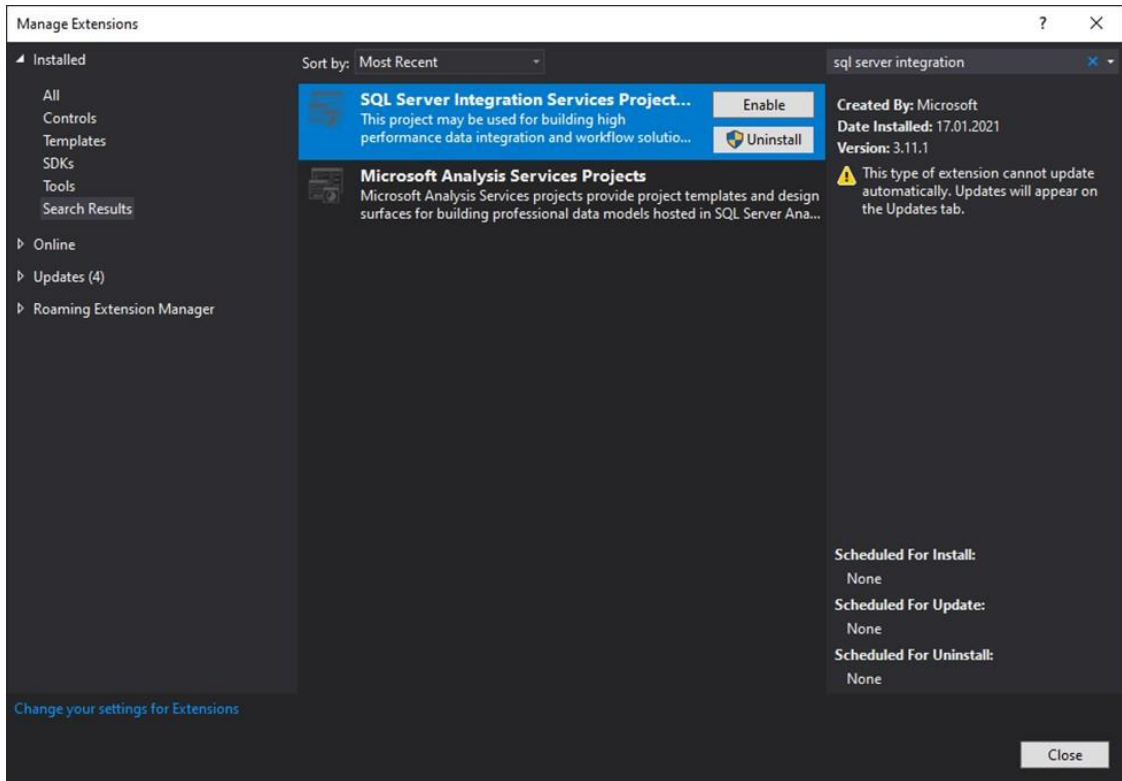 Manage Extensions
Installed
All
Controls
Templates
SDKs
Tools
Search Results
Online
Updates (4)
Roaming Extension Manager
Sort by: Most Recent
SQL Server Integration Services Project...
This project may be used for building high
performance data integration and workflow solutio...
Enable
Uninstall
Microsoft Analysis Services Projects
Microsoft Analysis Services projects provide project templates and design
surfaces for building professional data models hosted in SQL Server Ana...
sql server integration
Created By: Microsoft
Date Installed: 17.01.2021
Version: 3.11.1
This type of extension cannot update
automatically. Updates will appear on
the Updates tab.
Scheduled For Install:
None
Scheduled For Update:
None
Scheduled For Uninstall:
None
Change your settings for Extensions
Close